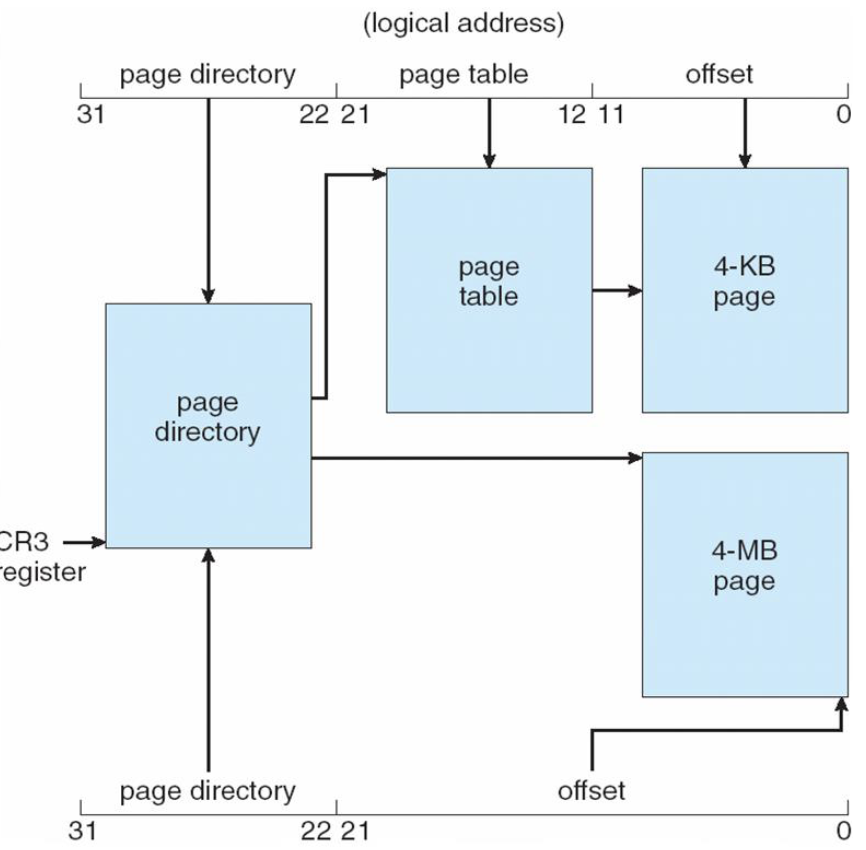 (logical address)
page directory page table offset
31 22 21 12 11 0
page
table
4-KB
page
page
directory
CR3
register
4-MB
page
page directory offset
31 22 21 0